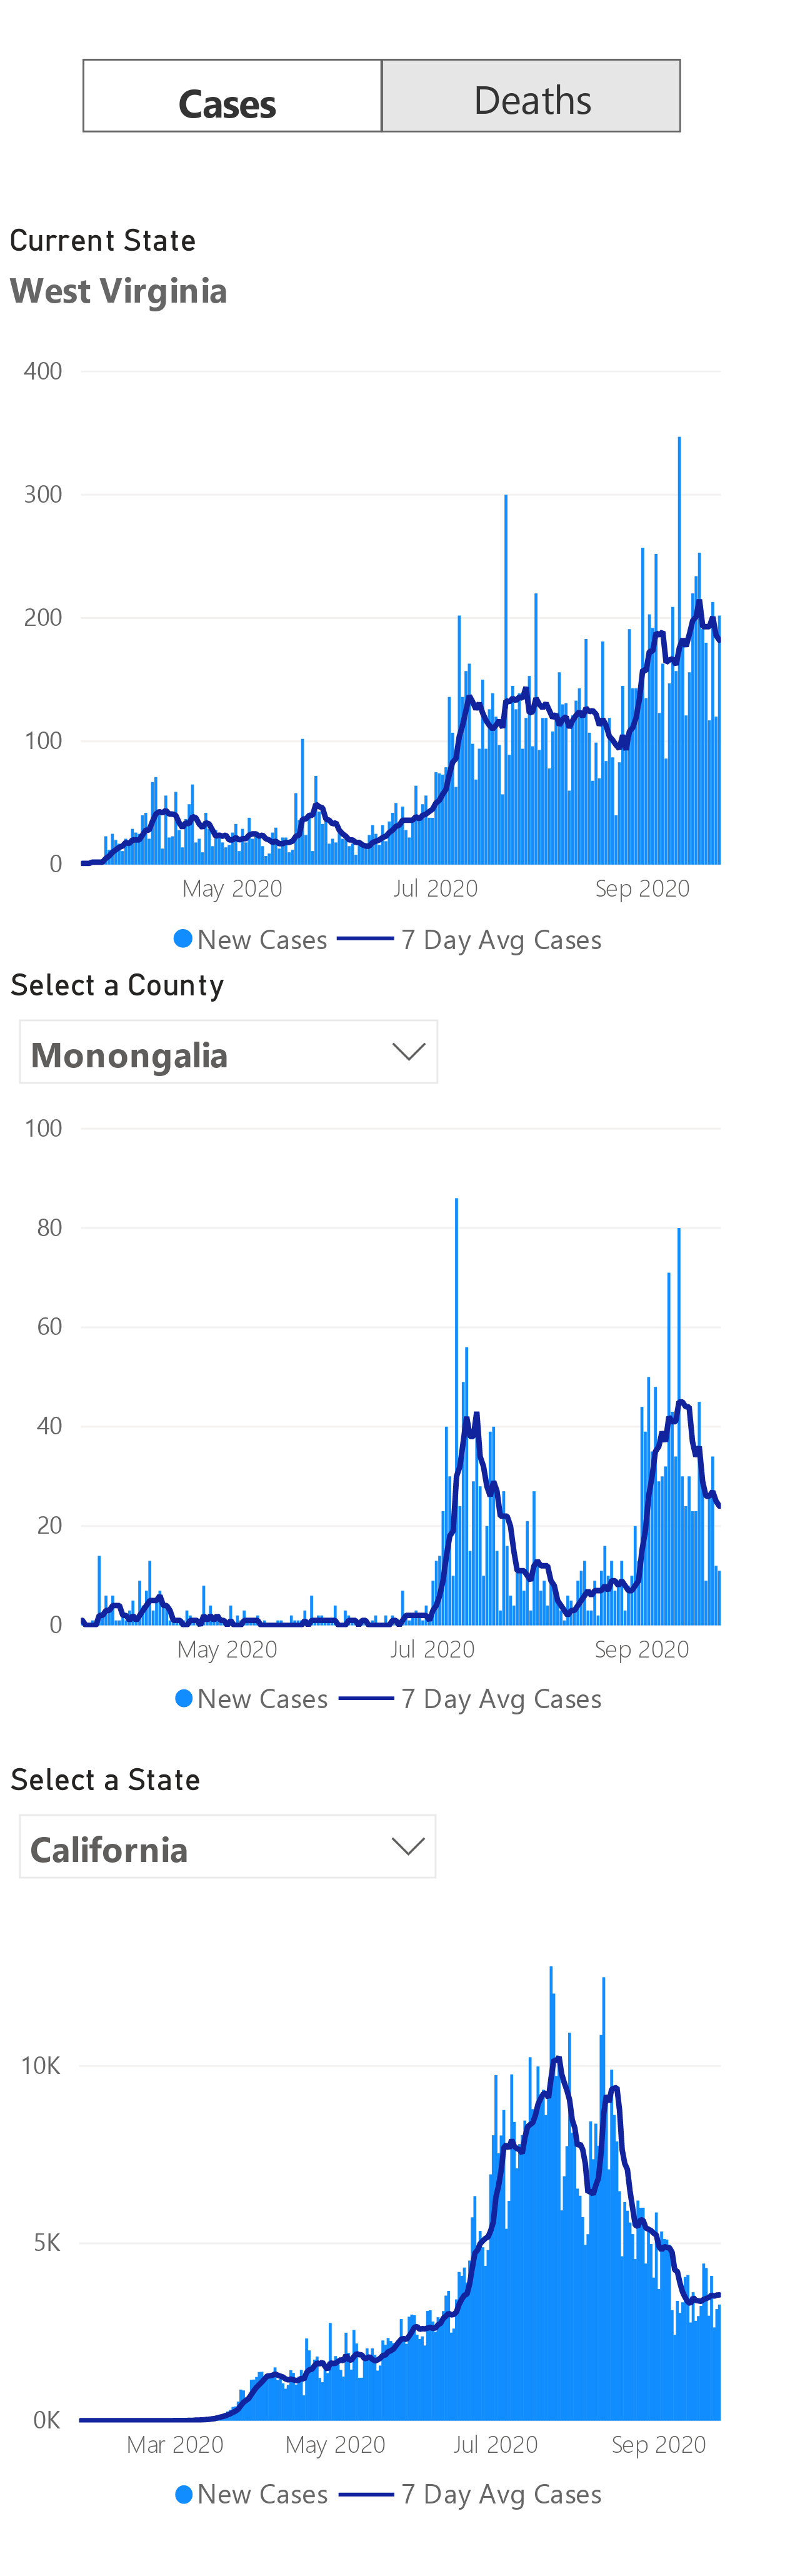 Cases Deaths
Current State
West Virginia
400
300
200
100
0
May 2020 Jul 2020 Sep 2020
New Cases 7 Day Avg Cases
Select a County
Monongalia
100
80
60
40
20
0
May 2020 Jul 2020 Sep 2020
New Cases 7 Day Avg Cases
Select a State
California
10K
5K
0K
Mar 2020 May 2020 Jul 2020 Sep 2020
New Cases 7 Day Avg Cases